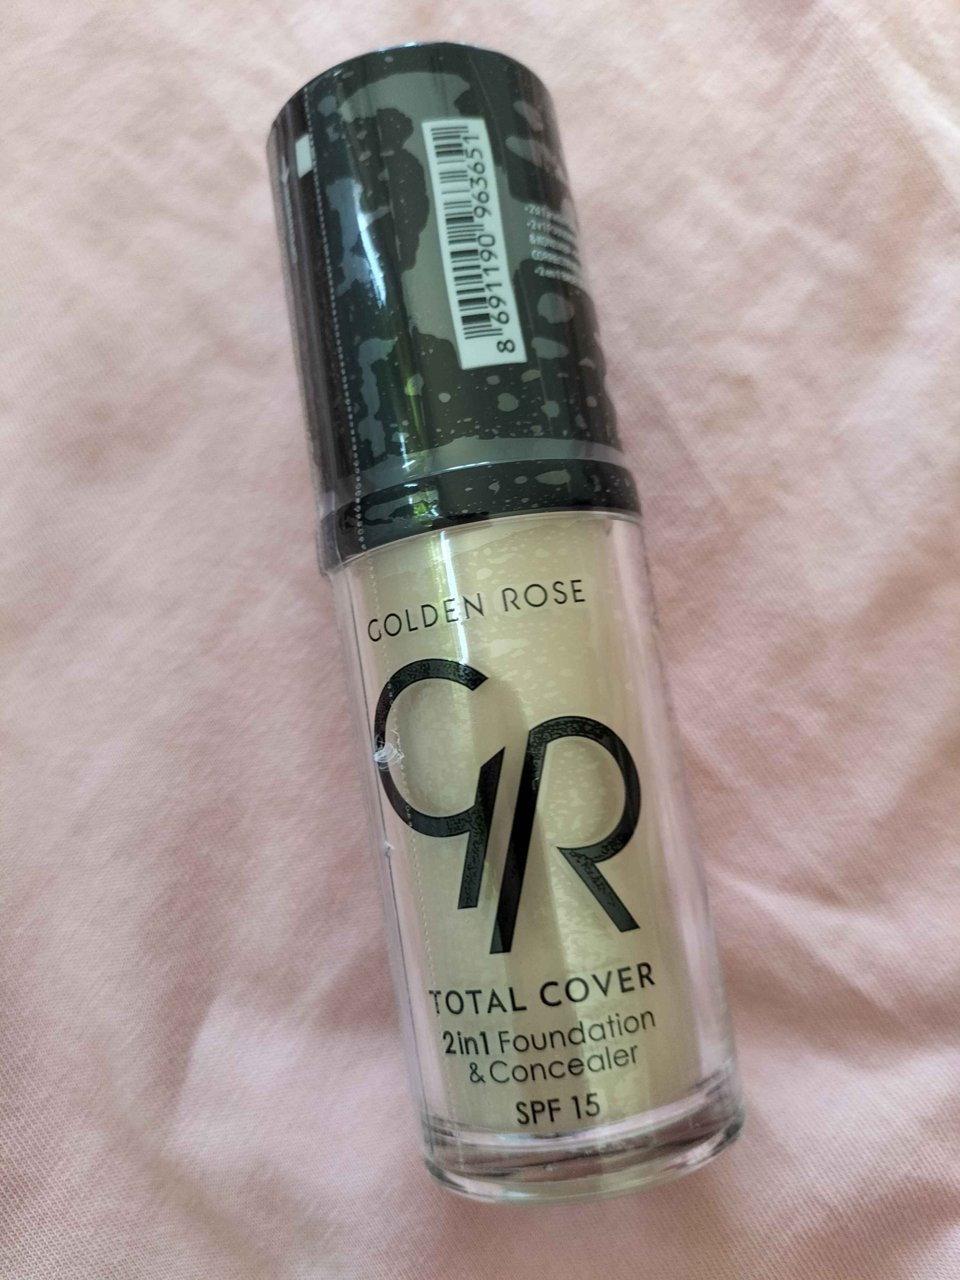 8 691190 963651
GOLDEN ROSE
GR
TOTAL COVER
2in1 Foundation
& Concealer
SPF 15